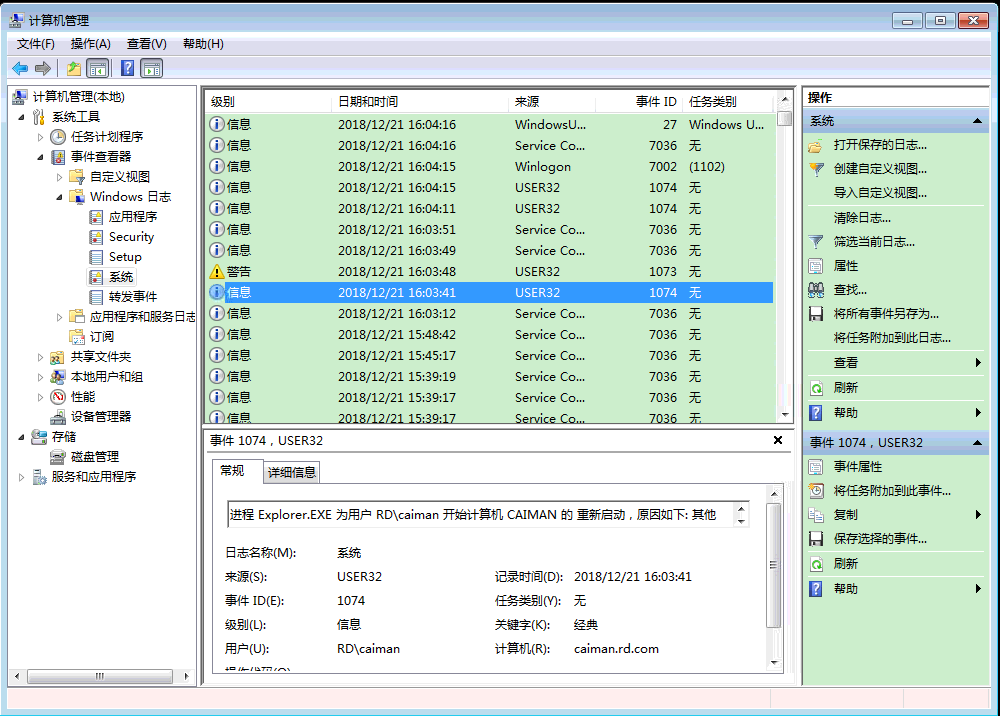 计算机管理
文件(F) 操作(A) 查看(V) 帮助(H)
计算机管理(本地)
系统工具
任务计划程序
事件查看器
自定义视图
Windows 日志
应用程序
Security
Setup
系统
转发事件
应用程序和服务日志
订阅
共享文件夹
本地用户和组
性能
设备管理器
存储
磁盘管理
服务和应用程序
级别 日期和时间 来源 事件 ID 任务类别
信息 2018/12/21 16:04:16 WindowsU... 27 Windows U...
信息 2018/12/21 16:04:16 Service Co... 7036 无
信息 2018/12/21 16:04:15 Winlogon 7002 (1102)
信息 2018/12/21 16:04:15 USER32 1074 无
信息 2018/12/21 16:04:11 USER32 1074 无
信息 2018/12/21 16:03:51 Service Co... 7036 无
信息 2018/12/21 16:03:49 Service Co... 7036 无
警告 2018/12/21 16:03:48 USER32 1073 无
信息 2018/12/21 16:03:41 USER32 1074 无
信息 2018/12/21 16:03:12 Service Co... 7036 无
信息 2018/12/21 15:48:42 Service Co... 7036 无
信息 2018/12/21 15:45:17 Service Co... 7036 无
信息 2018/12/21 15:39:19 Service Co... 7036 无
信息 2018/12/21 15:39:17 Service Co... 7036 无
信息 2018/12/21 15:39:17 Service Co... 7036 无
事件 1074，USER32
常规 详细信息
进程 Explorer.EXE 为用户 RD\caiman 开始计算机 CAIMAN 的 重新启动，原因如下: 其他
日志名称(M): 系统
来源(S): USER32 记录时间(D): 2018/12/21 16:03:41
事件 ID(E): 1074 任务类别(Y): 无
级别(L): 信息 关键字(K): 经典
用户(U): RD\caiman 计算机(R): caiman.rd.com
操作代码(O)
操作
系统
打开保存的日志...
创建自定义视图...
导入自定义视图...
清除日志...
筛选当前日志...
属性
查找...
将所有事件另存为...
将任务附加到此日志...
查看
刷新
帮助
事件 1074，USER32
事件属性
将任务附加到此事件...
复制
保存选择的事件...
刷新
帮助